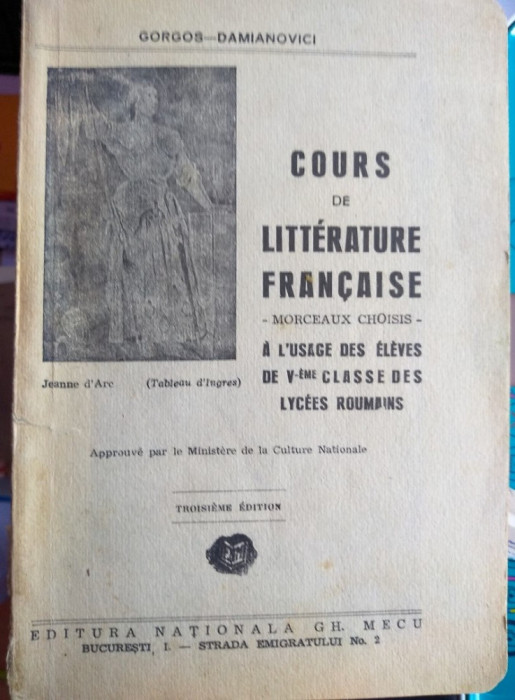 GORGOS—DAMIANOVICI
COURS
DE
LITTÉRATURE
FRANÇAISE
- MORCEAUX CHOISIS -
À L'USAGE DES ÉLÈVES
DE V-ÈME CLASSE DES
LYCÉES ROUMAINS
Jeanne d'Arc (Tableau d'Ingres)
Approuvé par le Ministère de la Culture Nationale
TROISIÈME ÉDITION
EDITURA NAȚIONALA GH. MECU
BUCUREȘTI, I. — STRADA EMIGRATULUI No. 2